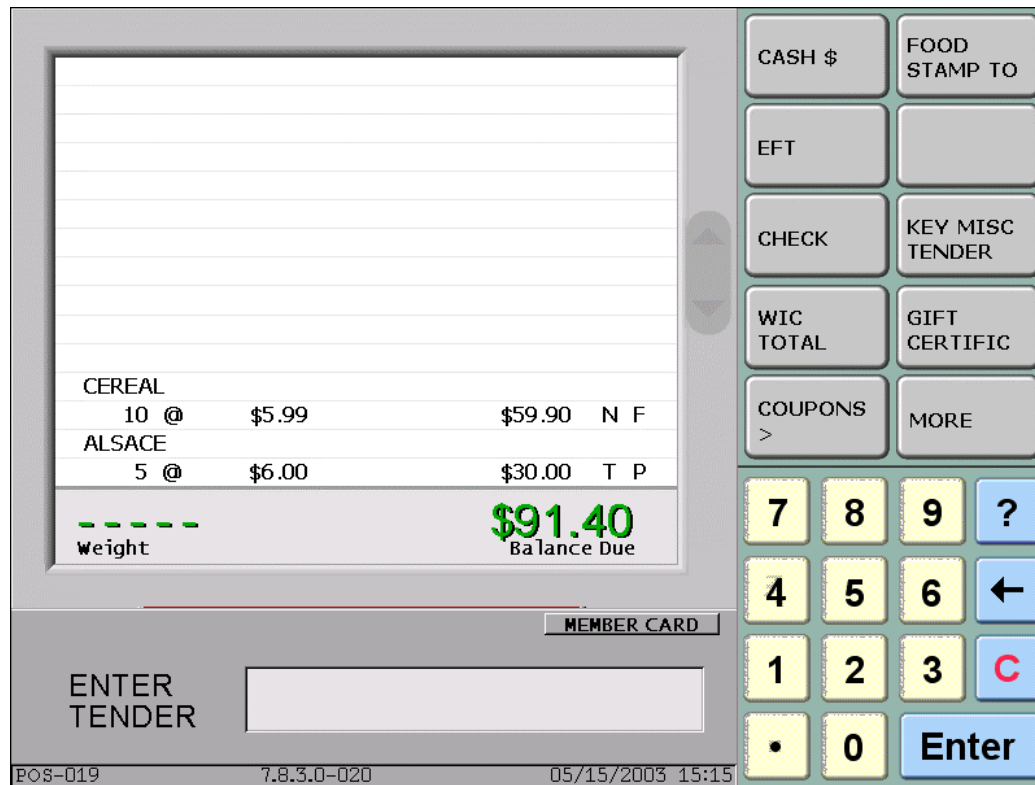 CEREAL
10 @ $5.99 $59.90 N F
ALSACE
5 @ $6.00 $30.00 T P
- - - - - $91.40
Weight Balance Due
MEMBER CARD
ENTER
TENDER
POS-019 7.8.3.0-020 05/15/2003 15:15
CASH $
FOOD
STAMP TO
EFT
CHECK
KEY MISC
TENDER
WIC
TOTAL
GIFT
CERTIFIC
COUPONS
>
MORE
7 8 9 ?
4 5 6 ←
1 2 3 C
. 0 Enter